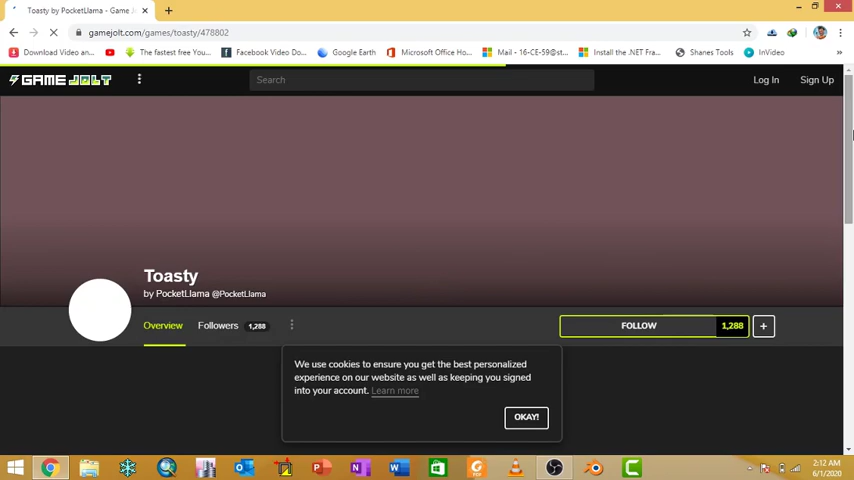 Toasty by PocketLlama - Game J
gamejolt.com/games/toasty/478802
Download Video an...
The fastest free You...
Facebook Video Do...
Google Earth
Microsoft Office Ho...
Mail - 16-CE-59@st...
Install the .NET Fra...
Shanes Tools
InVideo
GAME JOLT
Search
Log In
Sign Up
Toasty
by PocketLlama @PocketLlama
Overview
Followers 1,288
FOLLOW 1,288
We use cookies to ensure you get the best personalized
experience on our website as well as keeping you signed
into your account. Learn more
OKAY!
2:12 AM
6/1/2020